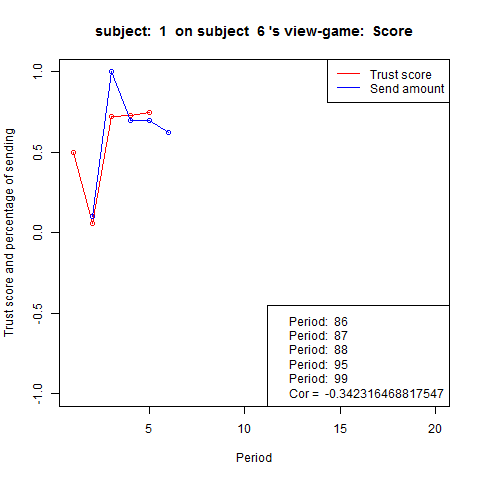 subject: 1 on subject 6 's view-game: Score
Trust score
Send amount
Trust score and percentage of sending
1.0
0.5
0.0
-0.5
-1.0
Period: 86
Period: 87
Period: 88
Period: 95
Period: 99
Cor = -0.342316468817547
5 10 15 20
Period